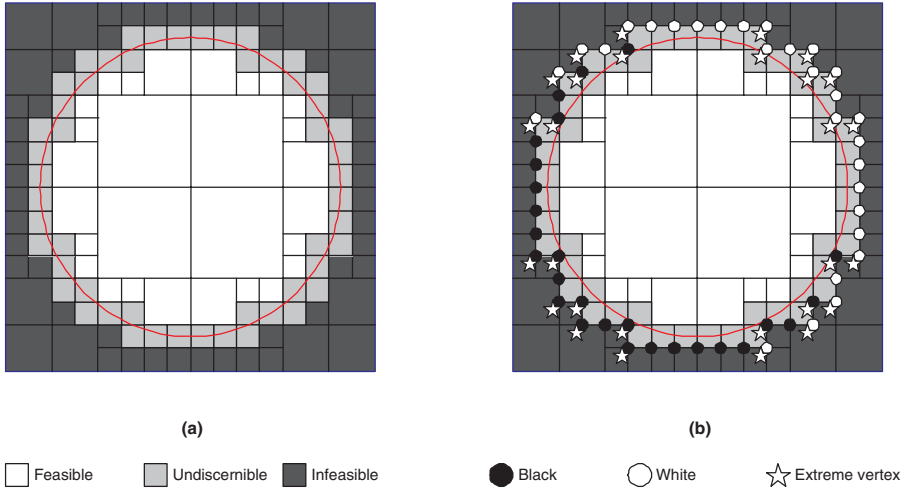 (a)
(b)
Feasible
Undiscernible
Infeasible
Black
White
Extreme vertex